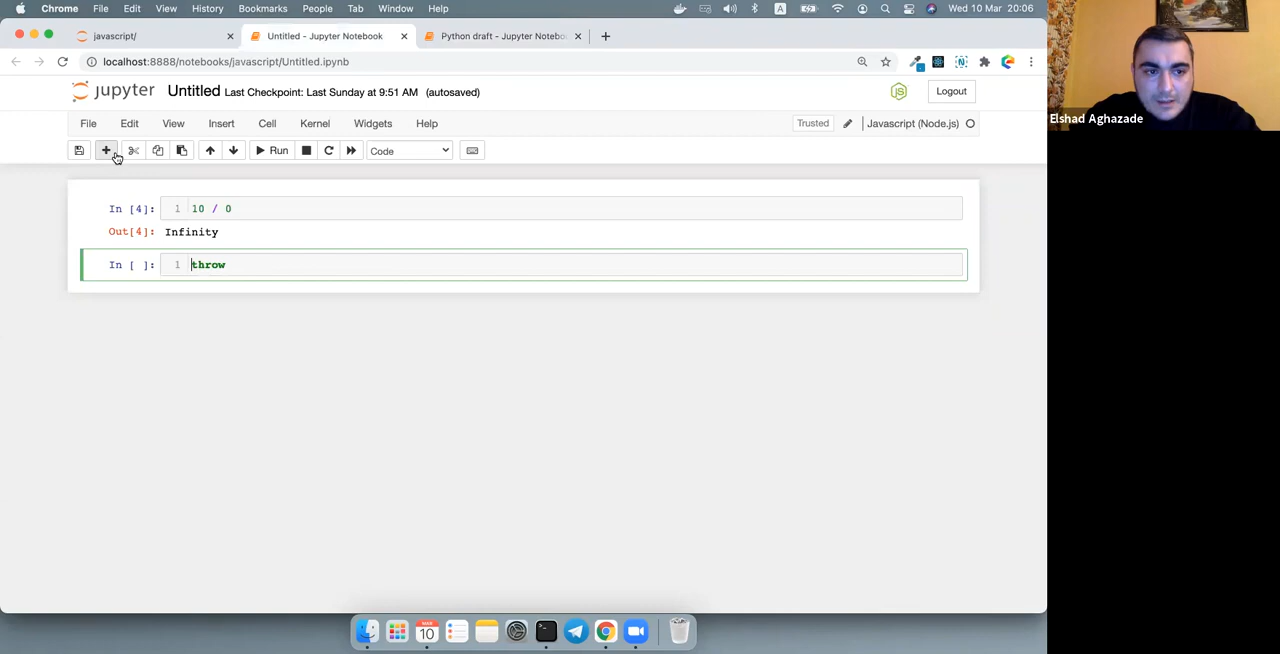 Chrome File Edit View History Bookmarks People Tab Window Help A Wed 10 Mar 20:06
javascript/ Untitled - Jupyter Notebook Python draft - Jupyter Notebo
localhost:8888/notebooks/javascript/Untitled.ipynb
jupyter Untitled Last Checkpoint: Last Sunday at 9:51 AM (autosaved) Logout
File Edit View Insert Cell Kernel Widgets Help Trusted Javascript (Node.js)
Run Code
In [4]: 1 10 / 0
Out[4]: Infinity
In [ ]: 1 throw
Elshad Aghazade
MAR
10